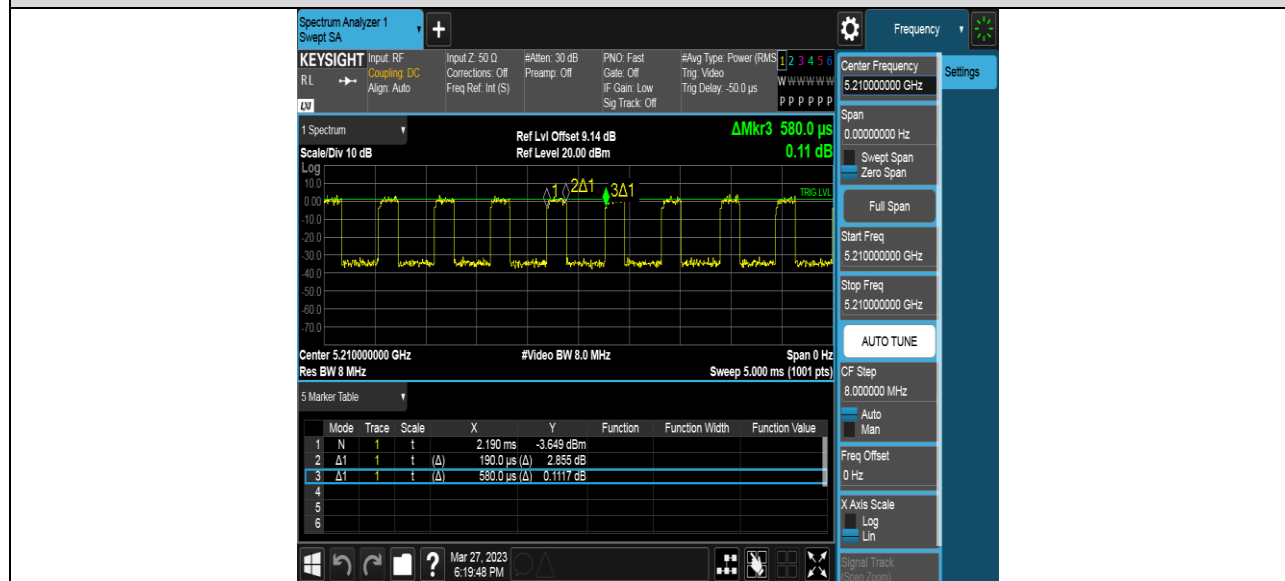 Spectrum Analyzer 1
Swept SA
+
Frequency
KEYSIGHT Input: RF Input Z: 50 Ω #Atten: 30 dB PNO: Fast #Avg Type: Power (RMS 1 2 3 4 5 6
RL Coupling: DC Corrections: Off Preamp: Off Gate: Off Trig: Video W W W W W W
Align: Auto Freq Ref: Int (S) IF Gain: Low Trig Delay: -50.0 µs
LXI Sig Track: Off P P P P P P
1 Spectrum Ref Lvl Offset 9.14 dB ΔMkr3 580.0 µs
Scale/Div 10 dB Ref Level 20.00 dBm 0.11 dB
Log
10.0
0.00
-10.0
-20.0
-30.0
-40.0
-50.0
-60.0
-70.0
1 2Δ1 3Δ1
TRIG LVL
Center 5.210000000 GHz #Video BW 8.0 MHz Span 0 Hz
Res BW 8 MHz Sweep 5.000 ms (1001 pts)
5 Marker Table
Mode Trace Scale X Y Function Function Width Function Value
1 N 1 t 2.190 ms -3.649 dBm
2 Δ1 1 t (Δ) 190.0 µs (Δ) 2.855 dB
3 Δ1 1 t (Δ) 580.0 µs (Δ) 0.1117 dB
4
5
6
?
Mar 27, 2023
6:19:48 PM
Center Frequency
5.210000000 GHz
Settings
Span
0.00000000 Hz
Swept Span
Zero Span
Full Span
Start Freq
5.210000000 GHz
Stop Freq
5.210000000 GHz
AUTO TUNE
CF Step
8.000000 MHz
Auto
Man
Freq Offset
0 Hz
X Axis Scale
Log
Lin
Signal Track
(Span Zoom)